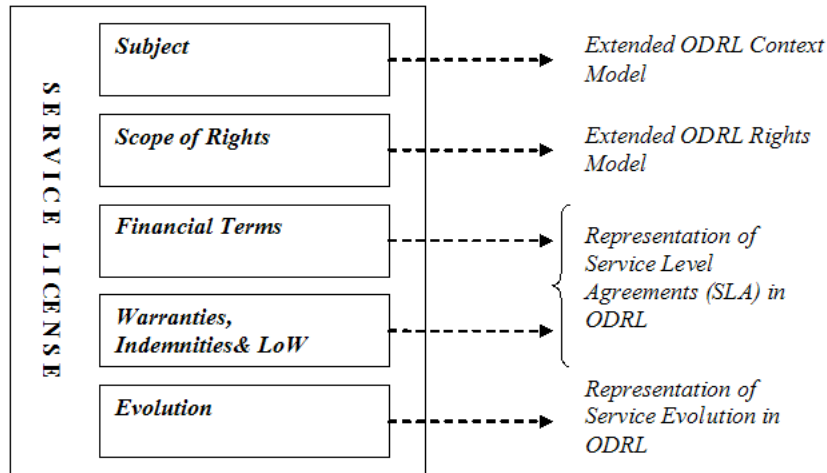 SERVICE LICENSE
Subject
Extended ODRL Context
Model
Scope of Rights
Extended ODRL Rights
Model
Financial Terms
Warranties,
Indemnities& LoW
Representation of
Service Level
Agreements (SLA) in
ODRL
Evolution
Representation of
Service Evolution in
ODRL